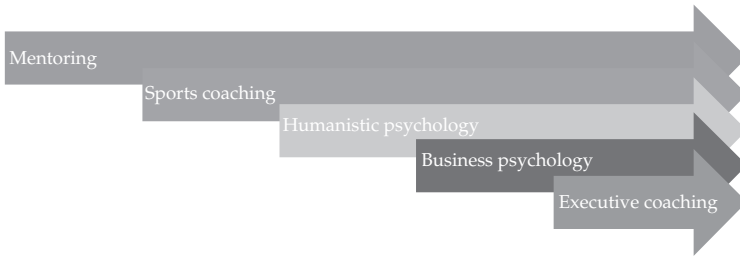 Mentoring
Sports coaching
Humanistic psychology
Business psychology
Executive coaching